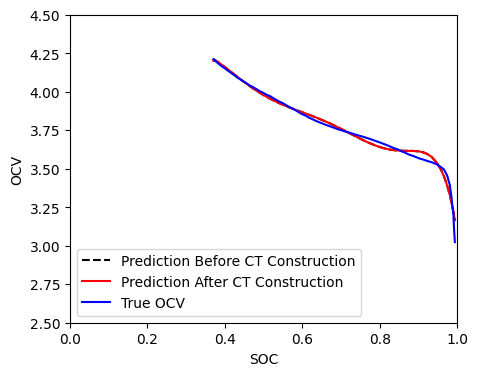 4.50
4.25
4.00
3.75
3.50
3.25
3.00
2.75
2.50
OCV
Prediction Before CT Construction
Prediction After CT Construction
True OCV
0.0 0.2 0.4 0.6 0.8 1.0
SOC